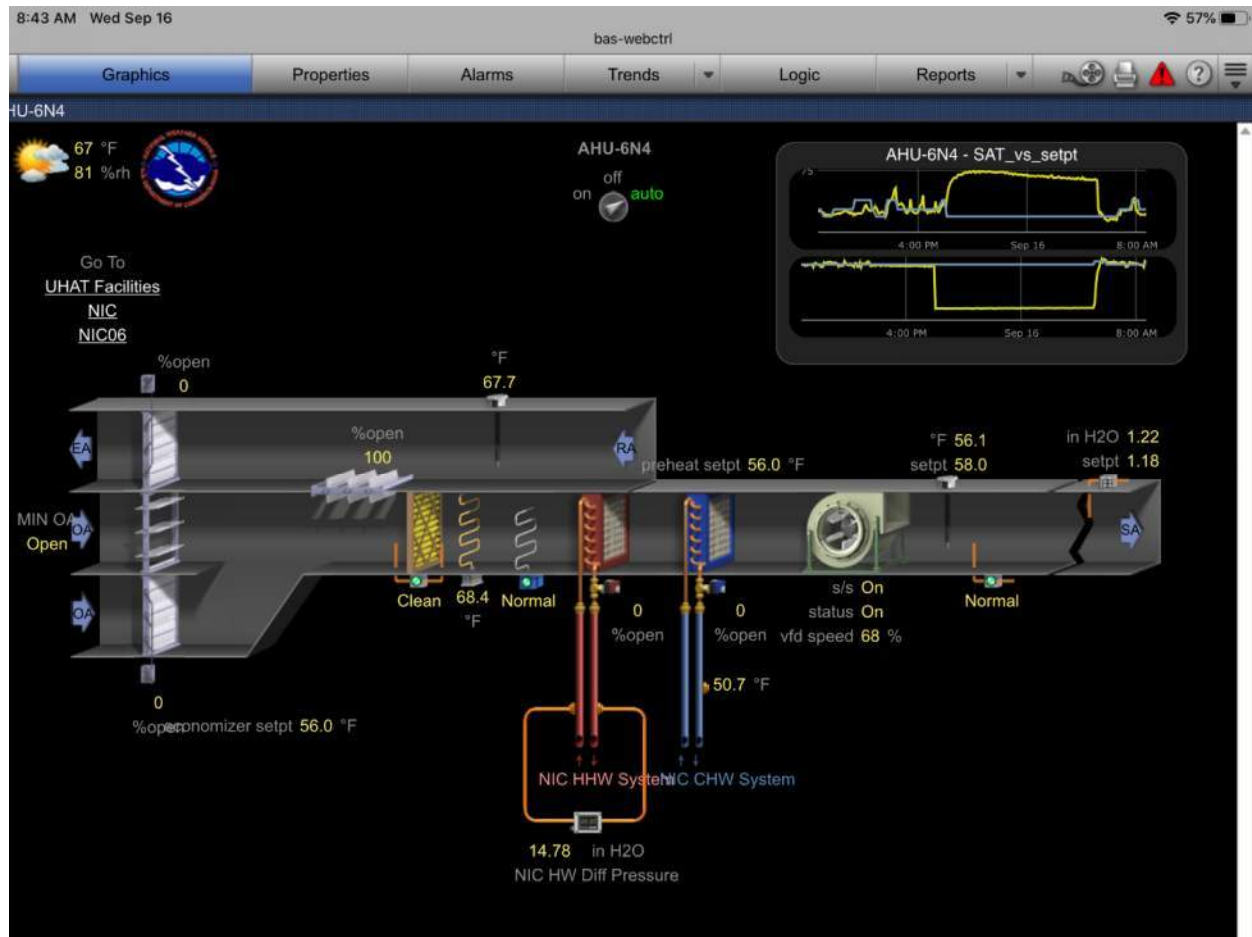 8:43 AM Wed Sep 16
57%
bas-webctrl
Graphics Properties Alarms Trends Logic Reports
HU-6N4
67 °F
81 %rh
AHU-6N4
off
on auto
AHU-6N4 - SAT_vs_setpt
75
4:00 PM Sep 16 8:00 AM
4:00 PM Sep 16 8:00 AM
Go To
UHAT Facilities
NIC
NIC06
%open
0
°F
67.7
%open
100
EA
RA
preheat setpt 56.0 °F
°F 56.1
setpt 58.0
in H2O 1.22
setpt 1.18
MIN OA
Open
OA
SA
Clean
68.4
°F
Normal
0
%open
0
%open
s/s On
status On
vfd speed 68 %
Normal
OA
50.7 °F
0
%open
economizer setpt 56.0 °F
NIC HHW System
NIC CHW System
14.78 in H2O
NIC HW Diff Pressure